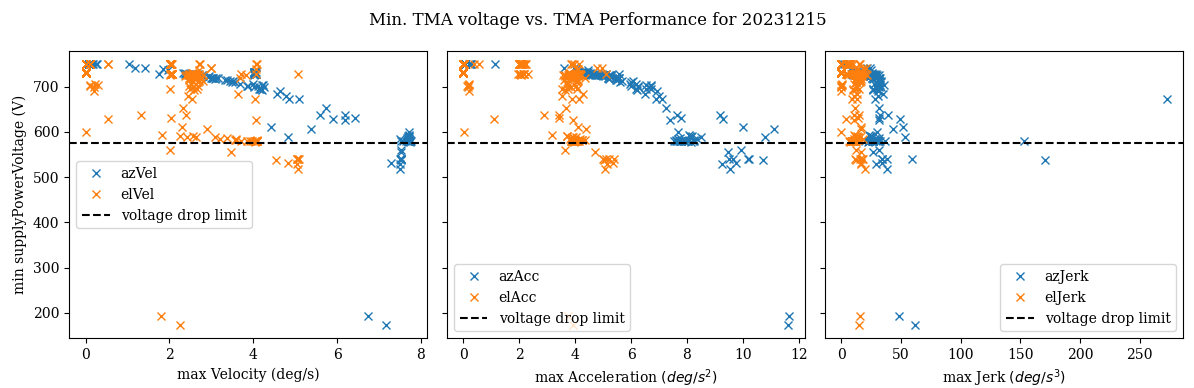 Min. TMA voltage vs. TMA Performance for 20231215
min supplyPowerVoltage (V)
700
600
500
400
300
200
azVel
elVel
voltage drop limit
0 2 4 6 8
max Velocity (deg/s)
azAcc
elAcc
voltage drop limit
0 2 4 6 8 10 12
max Acceleration (deg/s²)
azJerk
elJerk
voltage drop limit
0 50 100 150 200 250
max Jerk (deg/s³)